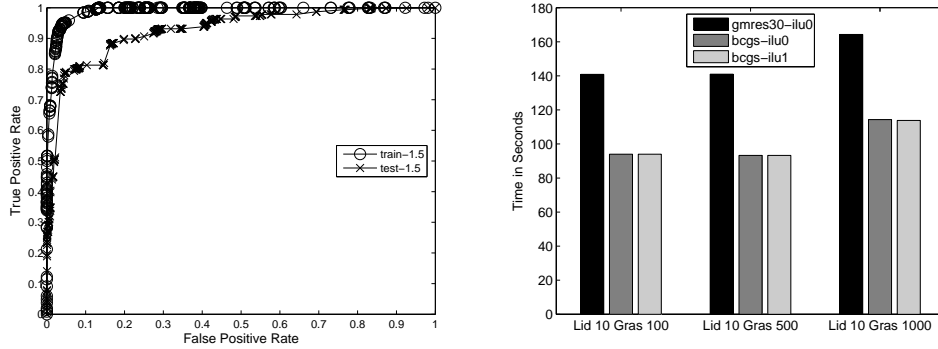 1
0.9
0.8
0.7
0.6
0.5
0.4
0.3
0.2
0.1
0
0 0.1 0.2 0.3 0.4 0.5 0.6 0.7 0.8 0.9 1
True Positive Rate
False Positive Rate
train−1.5
test−1.5
180
160
140
120
100
80
60
40
20
0
Time in Seconds
gmres30−ilu0
bcgs−ilu0
bcgs−ilu1
Lid 10 Gras 100 Lid 10 Gras 500 Lid 10 Gras 1000